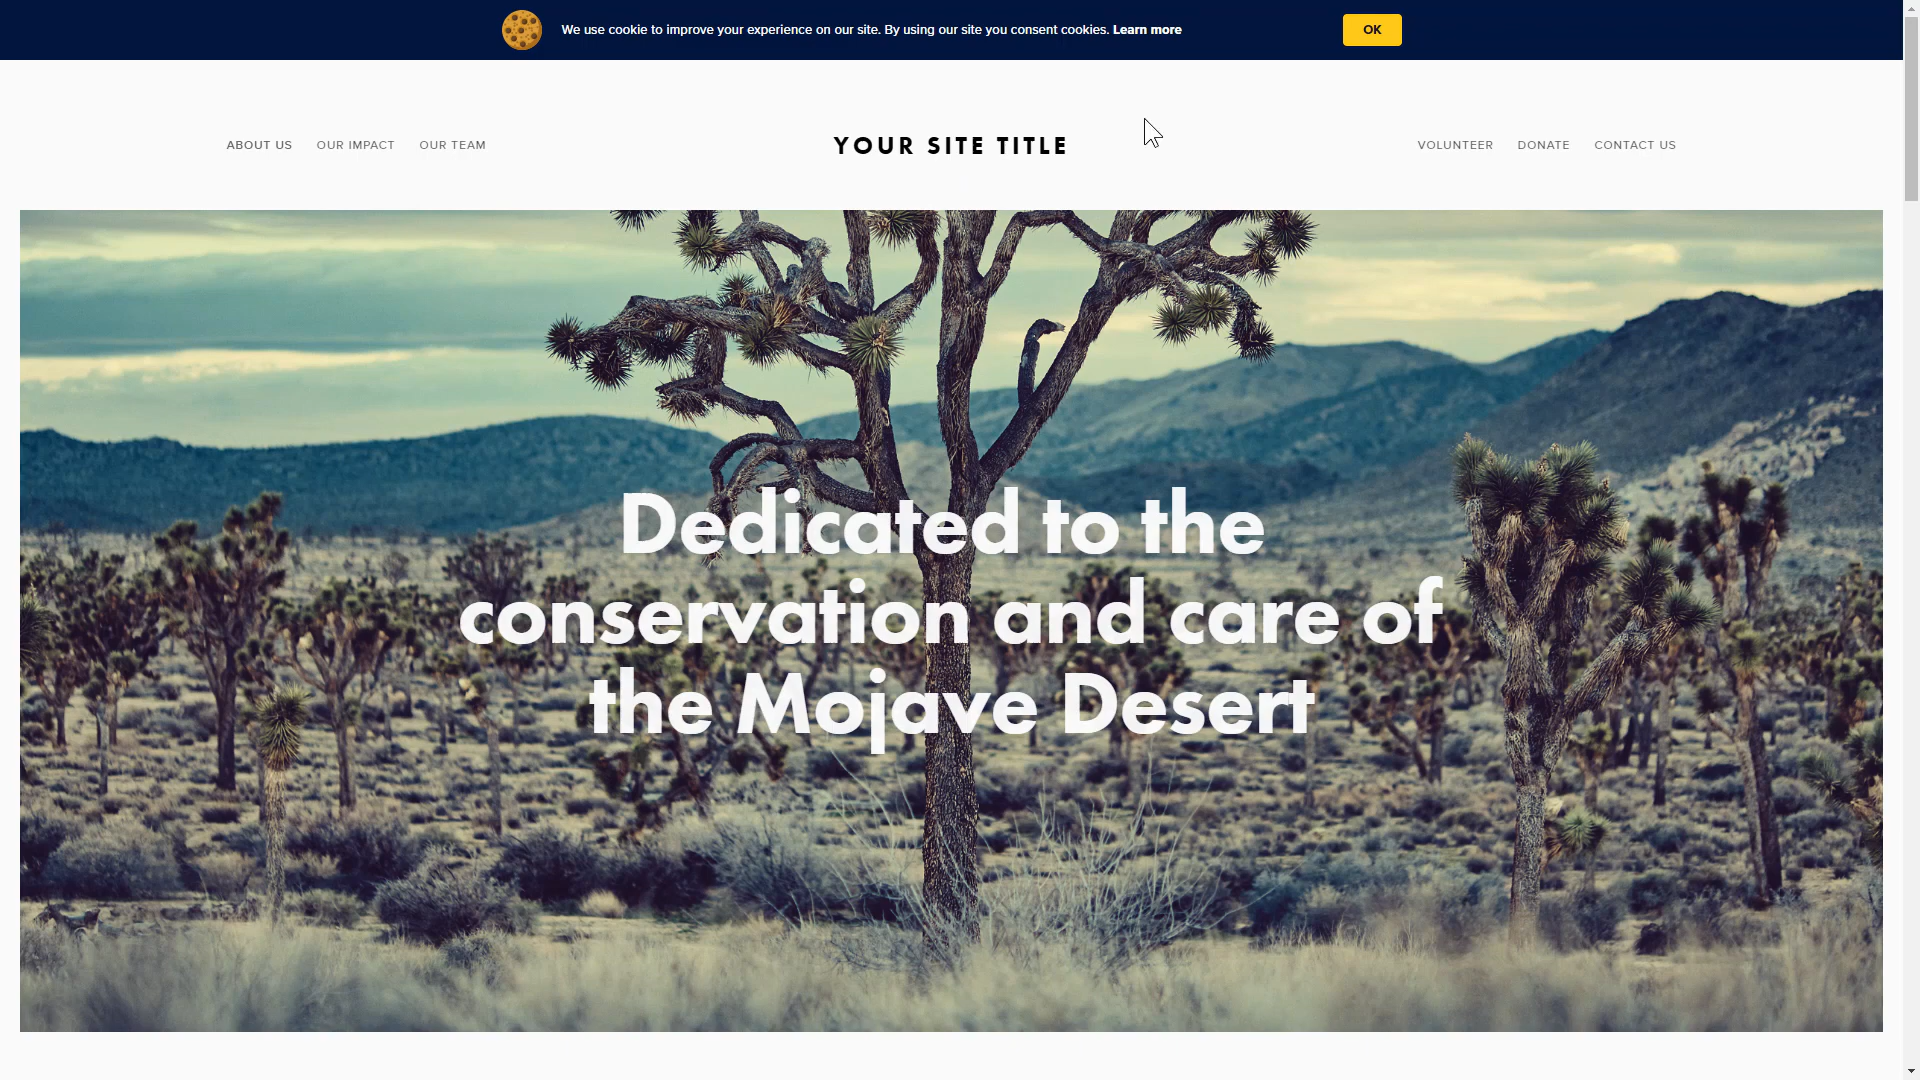 We use cookie to improve your experience on our site. By using our site you consent cookies. Learn more
OK
ABOUT US OUR IMPACT OUR TEAM
YOUR SITE TITLE
VOLUNTEER DONATE CONTACT US
Dedicated to the
conservation and care of
the Mojave Desert